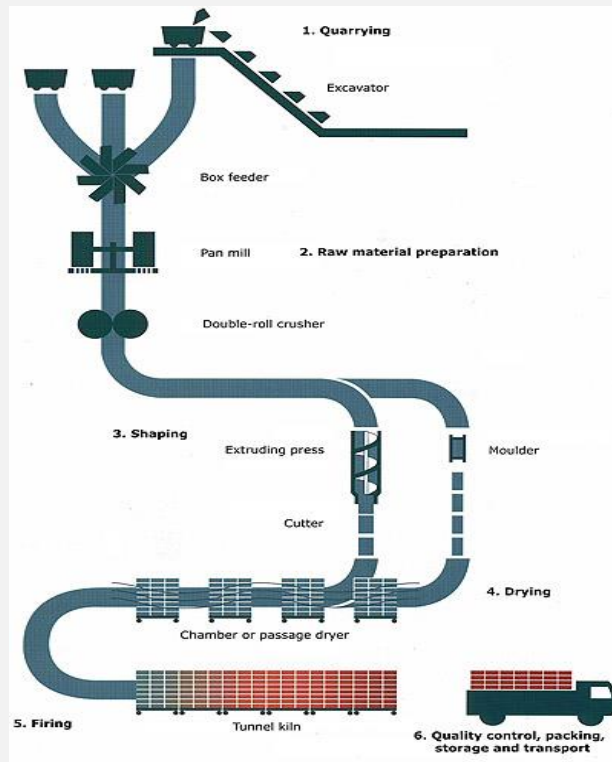 1. Quarrying
Excavator
Box feeder
Pan mill
2. Raw material preparation
Double-roll crusher
3. Shaping
Extruding press
Moulder
Cutter
4. Drying
Chamber or passage dryer
5. Firing
Tunnel kiln
6. Quality control, packing,
storage and transport